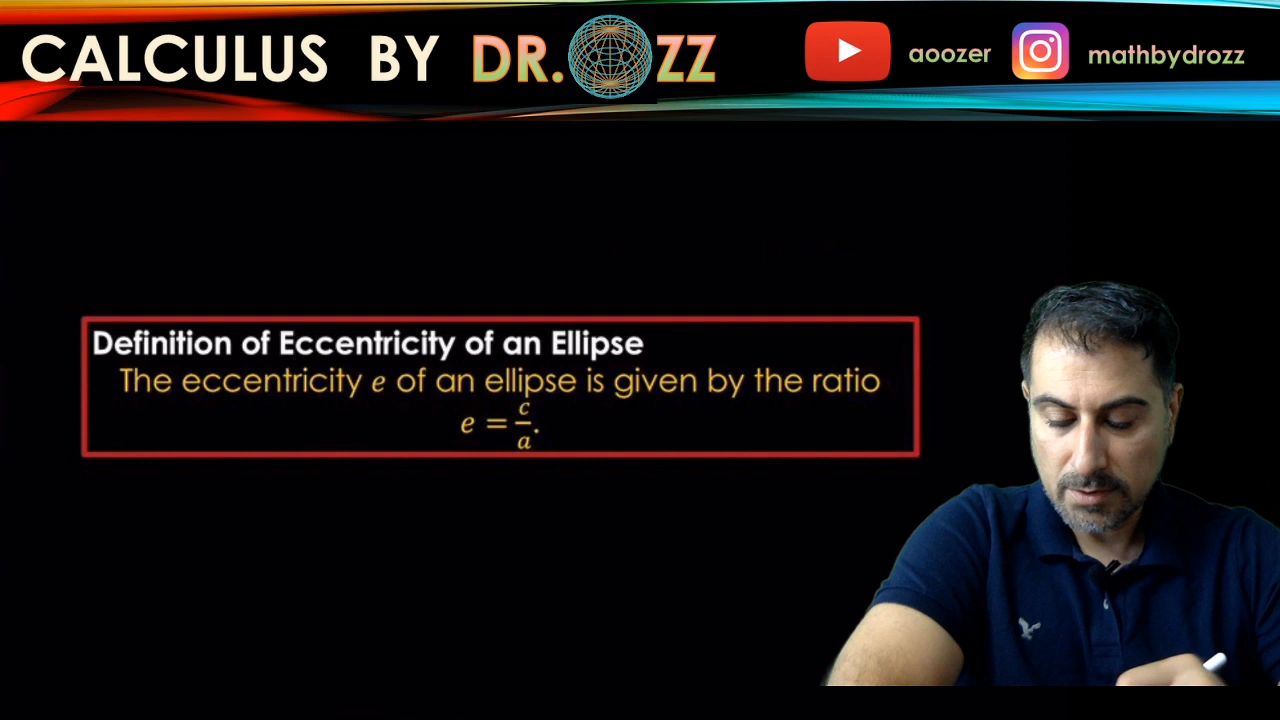 CALCULUS BY DR. OZZ
aoozer
mathbydrozz
Definition of Eccentricity of an Ellipse
The eccentricity e of an ellipse is given by the ratio
e = c/a.